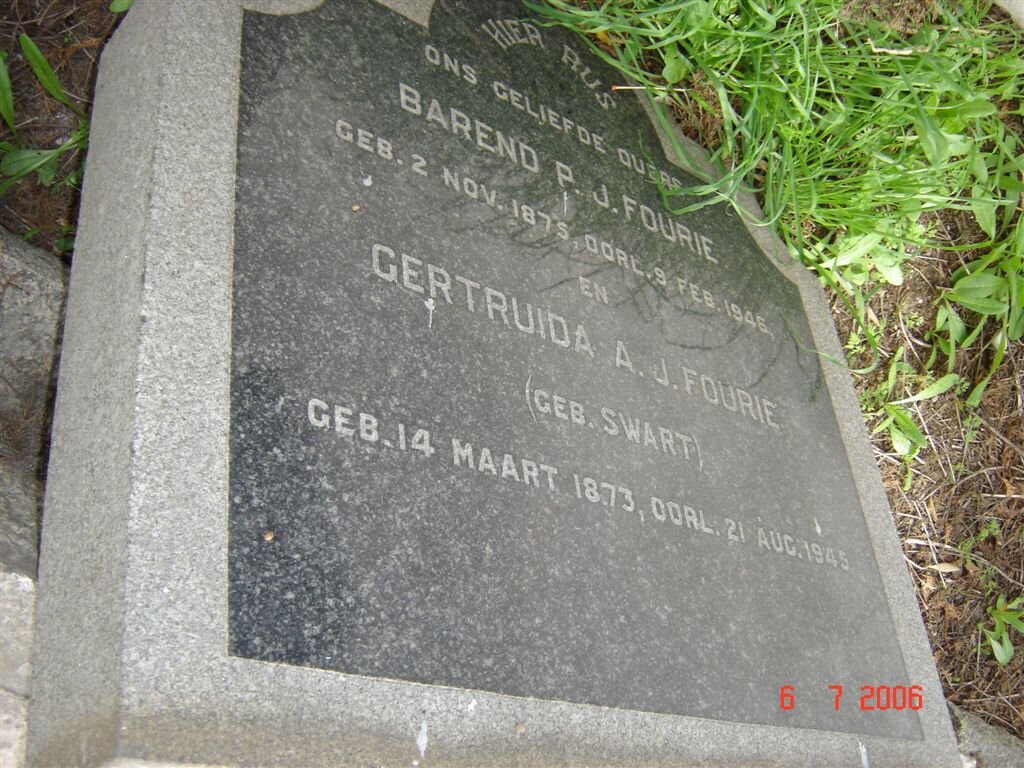 HIER RUS
ONS GELIEFDE OUERS
BAREND P. J. FOURIE
GEB. 2 NOV. 1875, OORL. 9 FEB. 1946.
EN
GERTRUIDA A. J. FOURIE
(GEB. SWART)
GEB. 14 MAART 1873, OORL. 21 AUG. 1945
6 7 2006